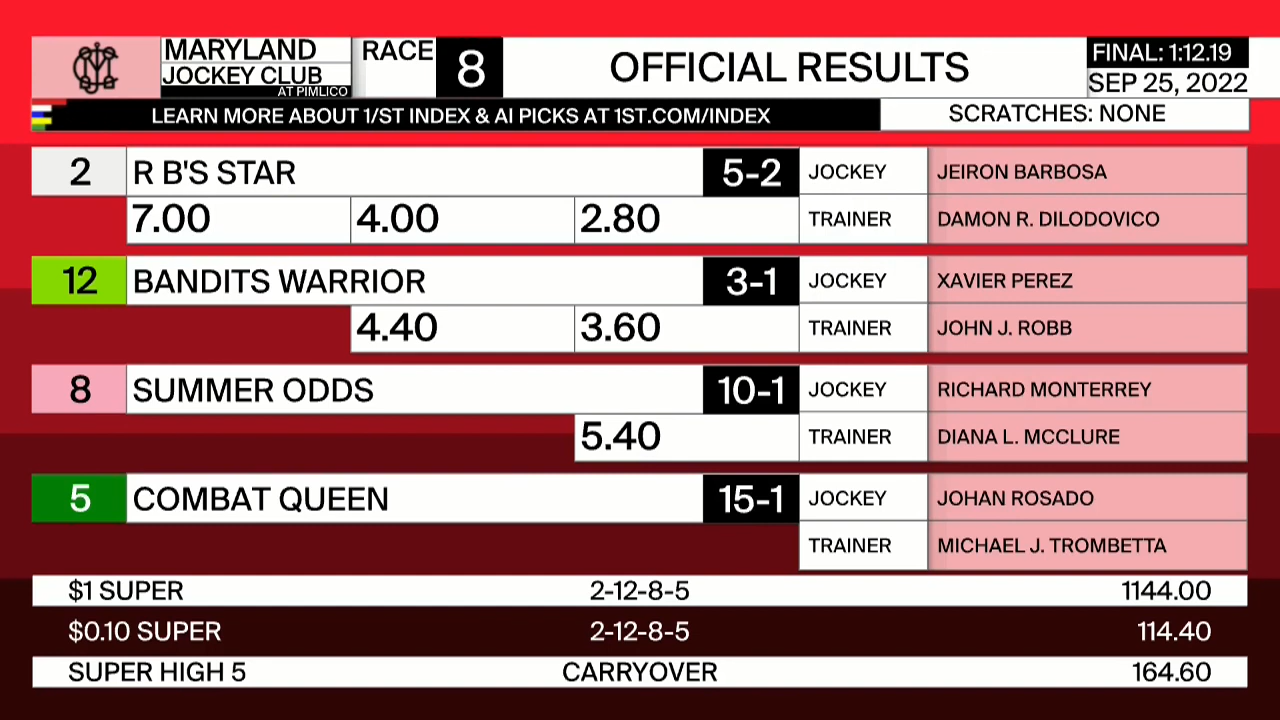 MARYLAND
JOCKEY CLUB
AT PIMLICO
RACE 8
OFFICIAL RESULTS
FINAL: 1:12.19
SEP 25, 2022
LEARN MORE ABOUT 1/ST INDEX & AI PICKS AT 1ST.COM/INDEX
SCRATCHES: NONE
2 R B'S STAR 5-2 JOCKEY JEIRON BARBOSA
7.00 4.00 2.80 TRAINER DAMON R. DILODOVICO
12 BANDITS WARRIOR 3-1 JOCKEY XAVIER PEREZ
4.40 3.60 TRAINER JOHN J. ROBB
8 SUMMER ODDS 10-1 JOCKEY RICHARD MONTERREY
5.40 TRAINER DIANA L. MCCLURE
5 COMBAT QUEEN 15-1 JOCKEY JOHAN ROSADO
TRAINER MICHAEL J. TROMBETTA
$1 SUPER 2-12-8-5 1144.00
$0.10 SUPER 2-12-8-5 114.40
SUPER HIGH 5 CARRYOVER 164.60